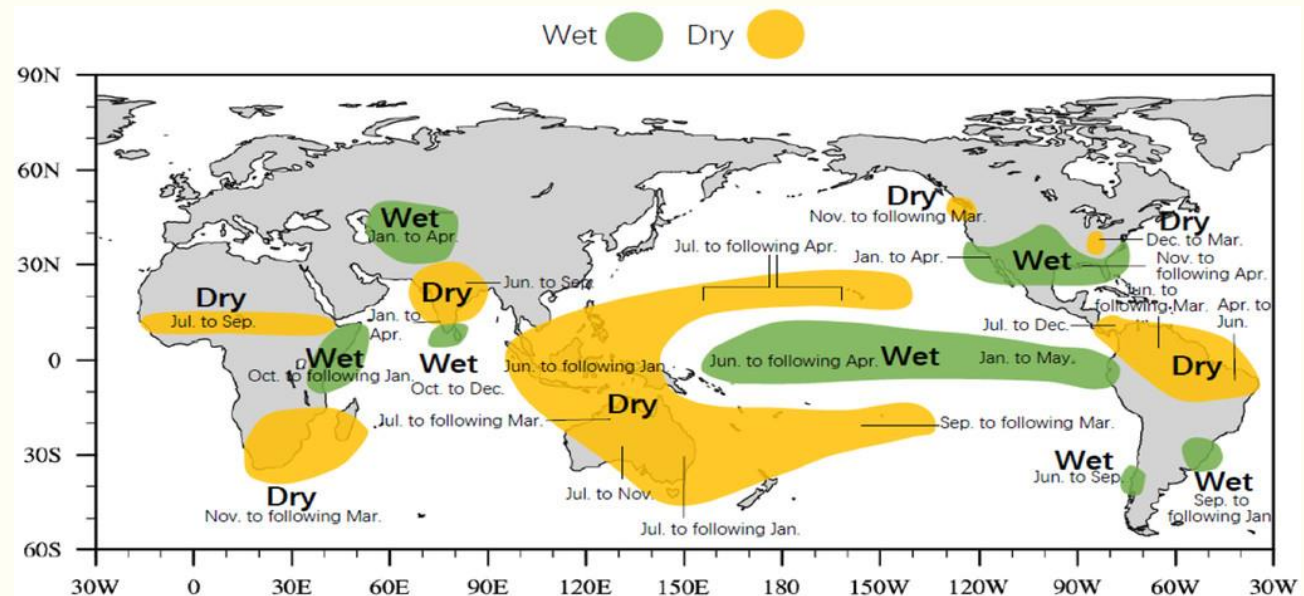 Wet Dry
90N
60N
30N
0
30S
60S
30W 0 30E 60E 90E 120E 150E 180 150W 120W 90W 60W 30W
Wet
Jan. to Apr.
Dry
Jul. to Sep.
Dry
Jun. to Sep.
Jan. to
Apr.
Wet
Oct. to following Jan.
Wet
Oct. to Dec.
Dry
Nov. to following Mar.
Jul. to following Apr.
Jun. to following Jan.
Dry
Jul. to following Mar.
Jul. to Nov.
Jul. to following Jan.
Sep. to following Mar.
Jun. to following Apr. Wet Jan. to May.
Dry
Nov. to following Mar.
Jan. to Apr.
Wet
Dry
Dec. to Mar.
Nov. to
following Apr.
Jun. to
following Mar.
Apr. to
Jun.
Jul. to Dec.
Dry
Wet
Jun. to Sep.
Wet
Sep. to
following Jan